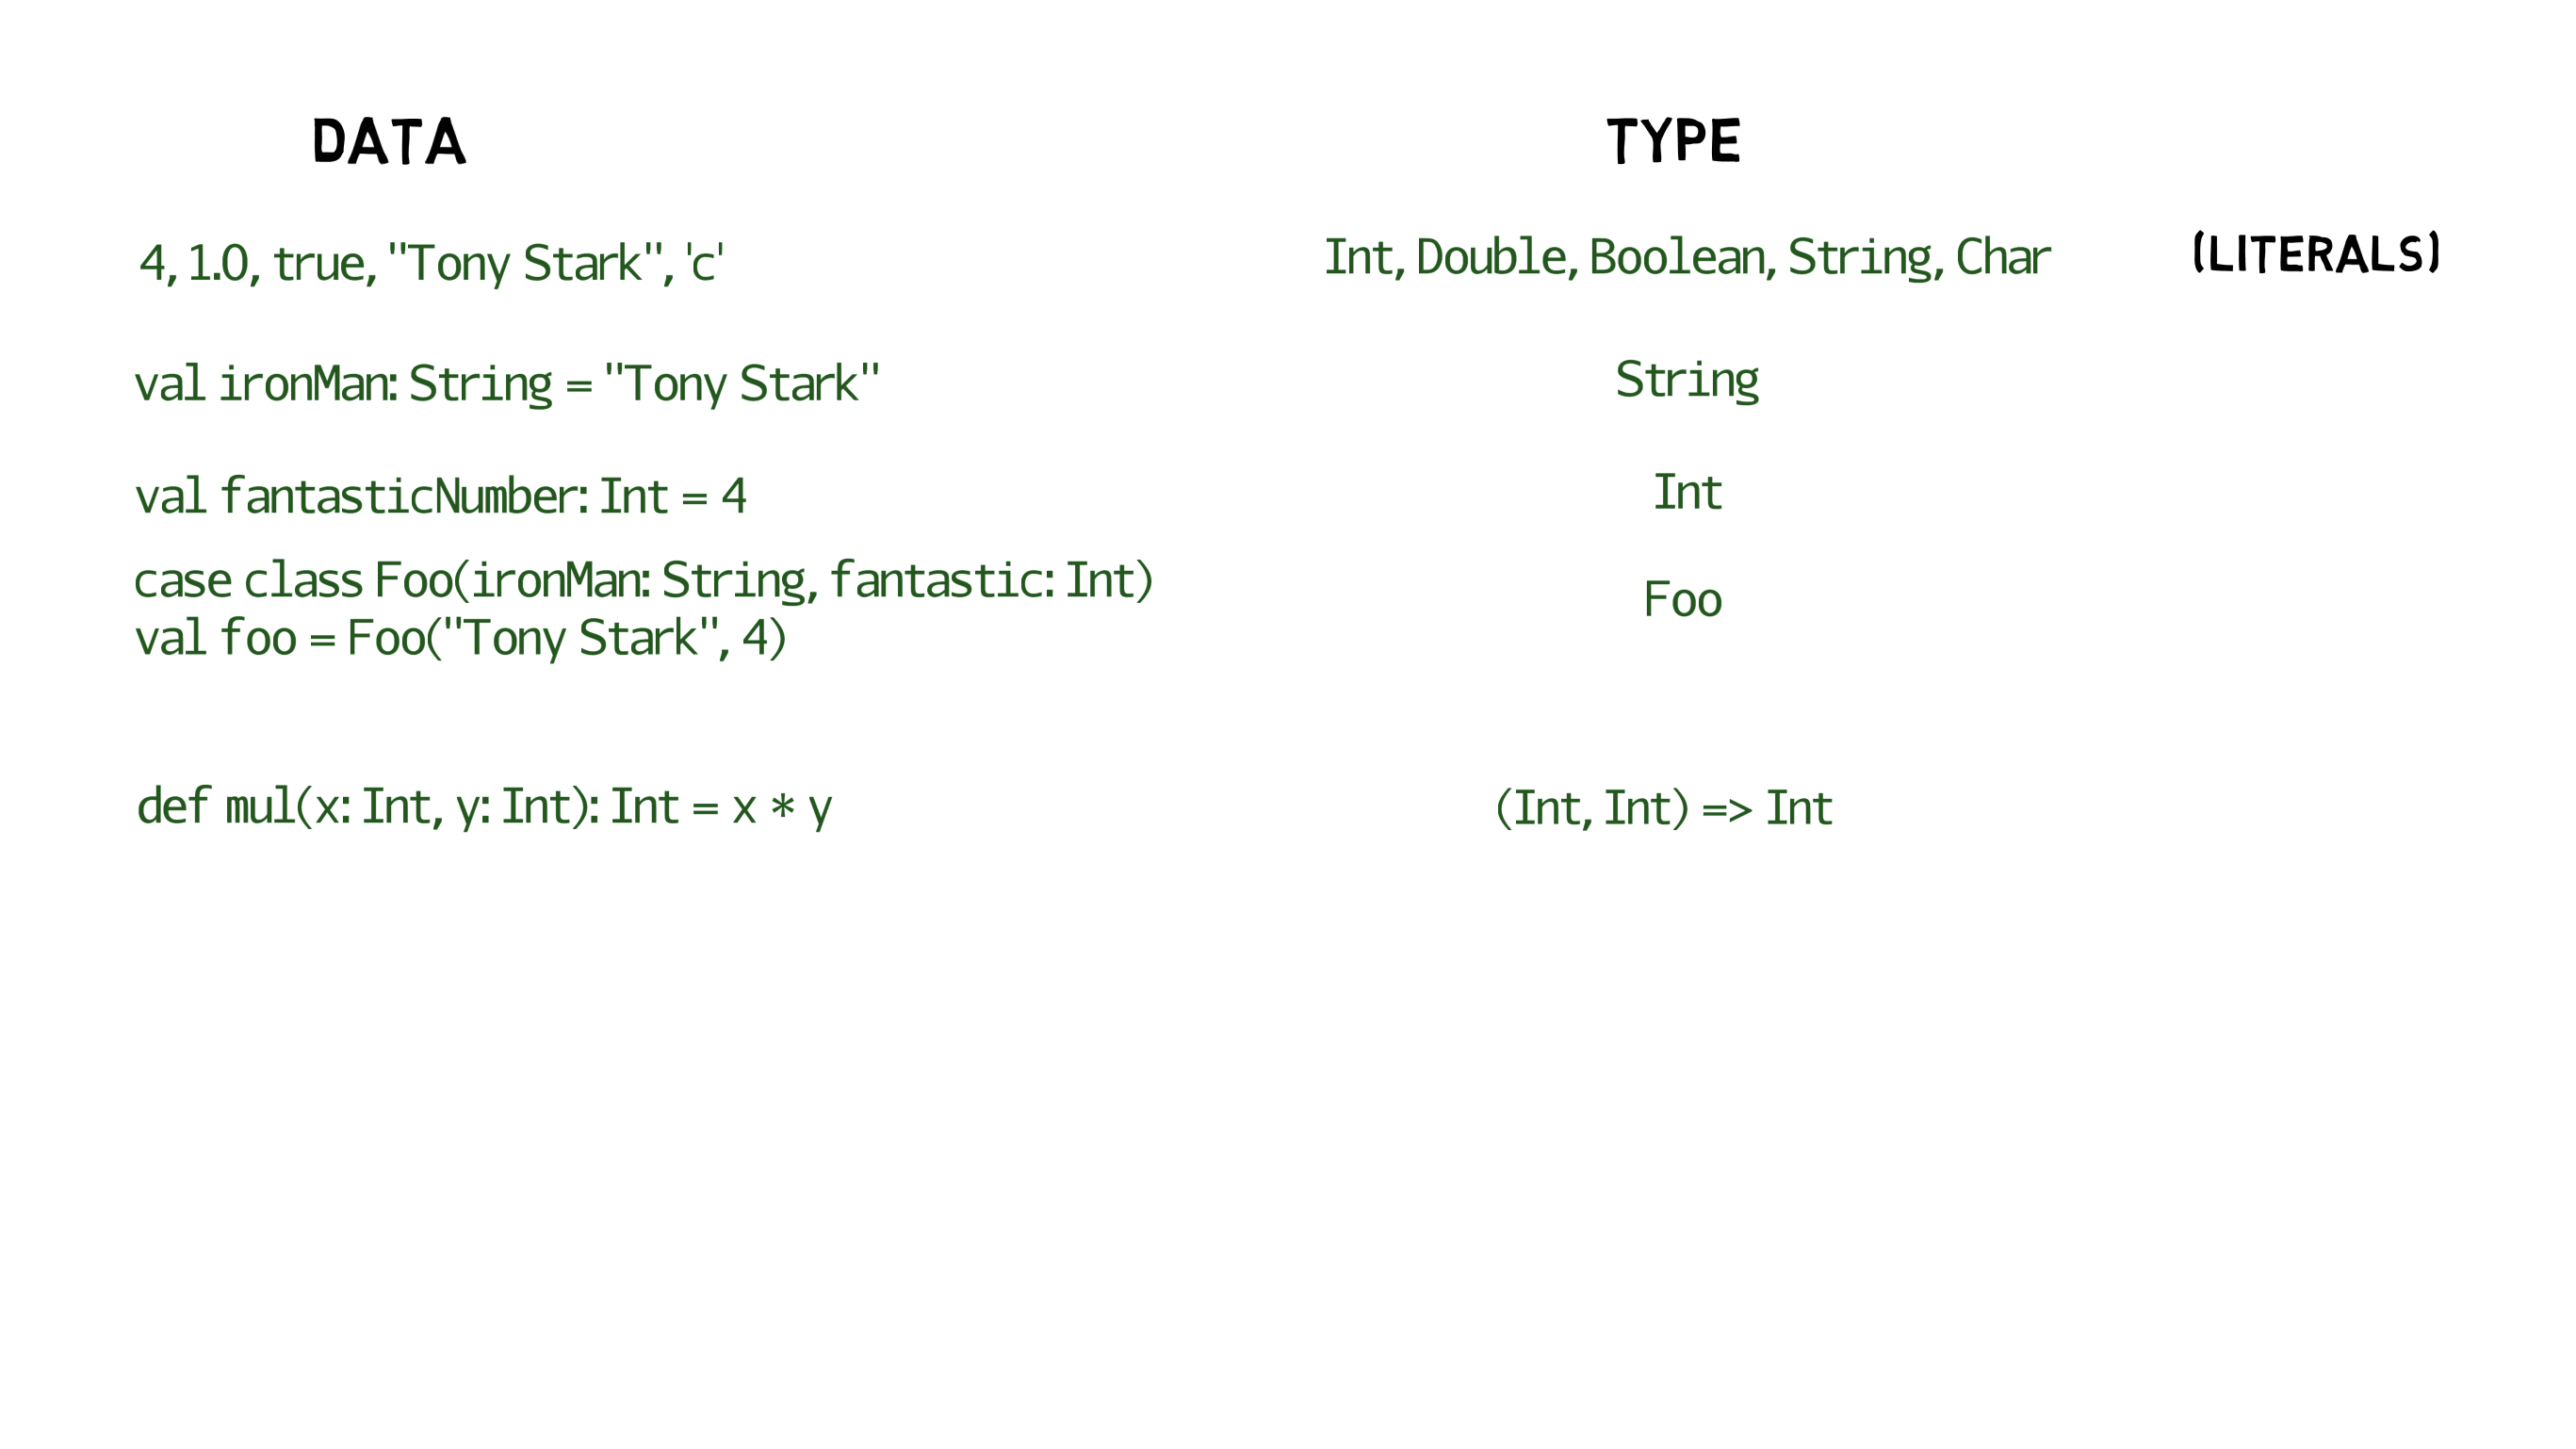 DATA TYPE
4, 1.0, true, "Tony Stark", 'c' Int, Double, Boolean, String, Char (LITERALS)
val ironMan: String = "Tony Stark" String
val fantasticNumber: Int = 4 Int
case class Foo(ironMan: String, fantastic: Int)
val foo = Foo("Tony Stark", 4) Foo
def mul(x: Int, y: Int): Int = x * y (Int, Int) => Int